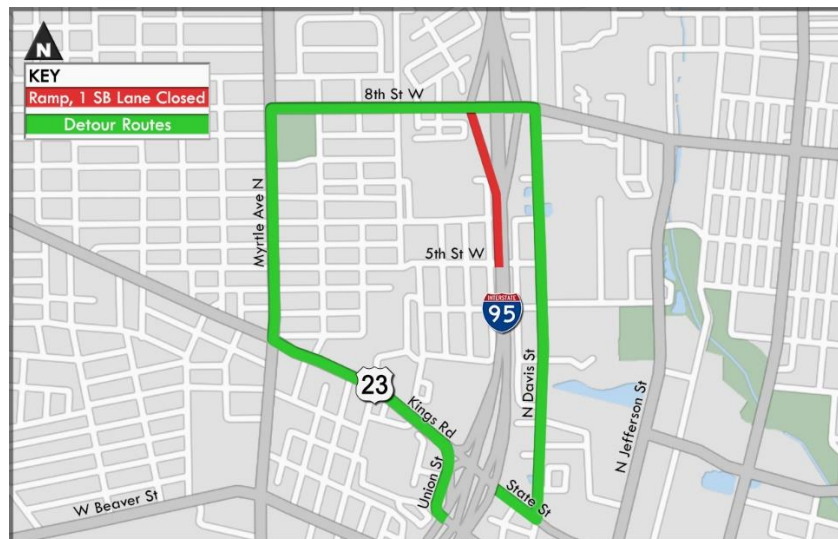 N
KEY
Ramp, 1 SB Lane Closed
Detour Routes
8th St W
Myrtle Ave N
5th St W
INTERSTATE
95
23
Kings Rd
N Davis St
N Jefferson St
Union St
State St
W Beaver St